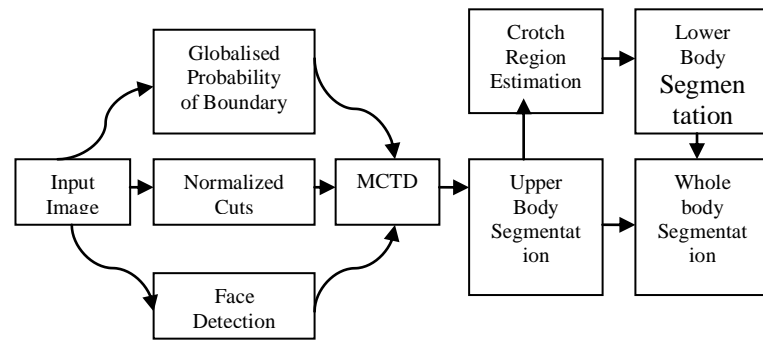 Globalised
Probability
of Boundary
Crotch
Region
Estimation
Lower
Body
Segmen
tation
Input
Image
Normalized
Cuts
MCTD
Upper
Body
Segmentat
ion
Whole
body
Segmentat
ion
Face
Detection